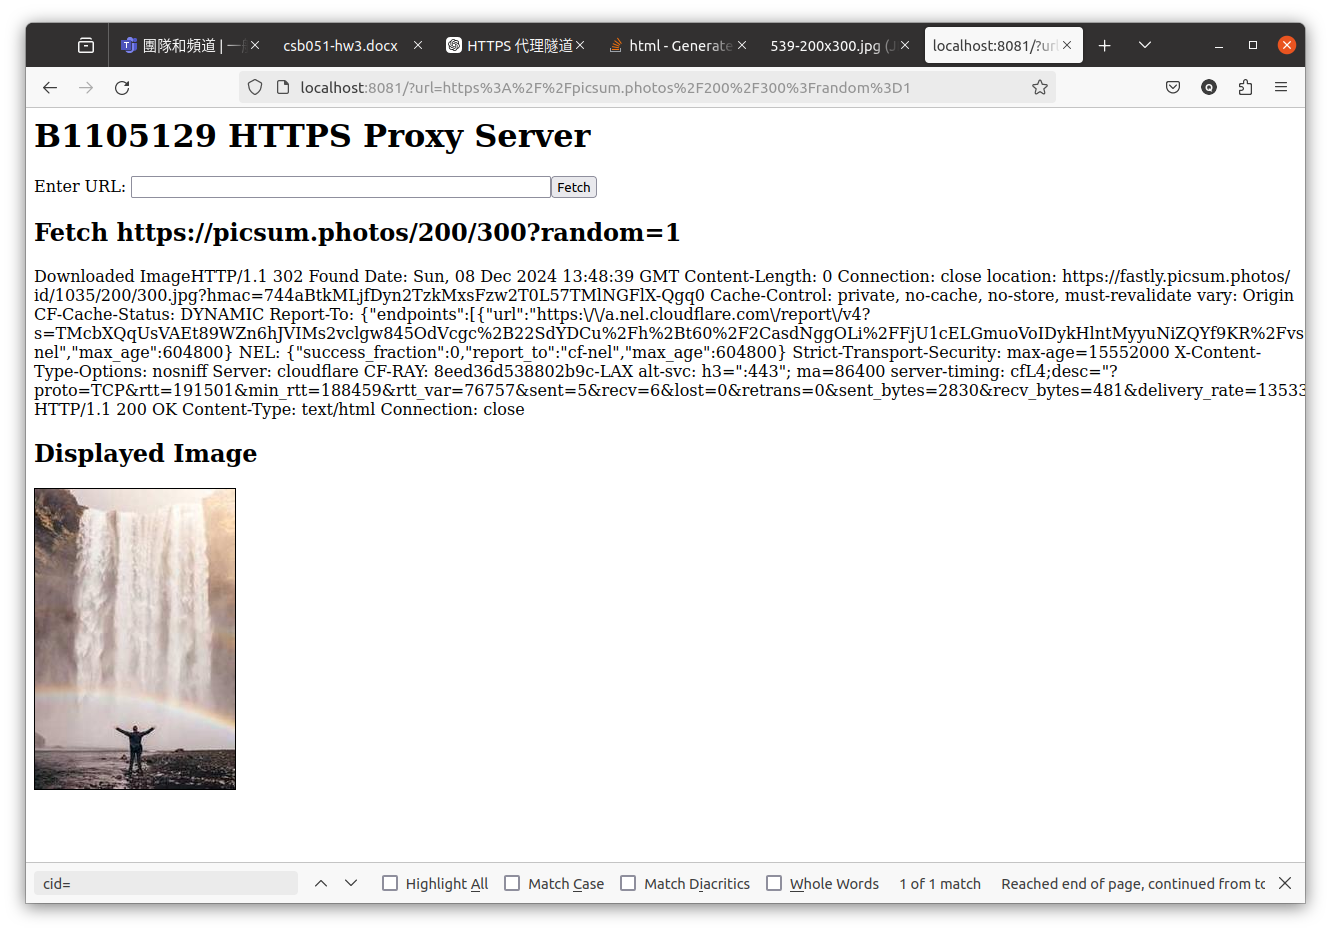 團隊和頻道 | 一
csb051-hw3.docx
HTTPS 代理隧道
html - Generate
539-200x300.jpg (J
localhost:8081/?url
localhost:8081/?url=https%3A%2F%2Fpicsum.photos%2F200%2F300%3Frandom%3D1
B1105129 HTTPS Proxy Server
Enter URL: Fetch
Fetch https://picsum.photos/200/300?random=1
Downloaded ImageHTTP/1.1 302 Found Date: Sun, 08 Dec 2024 13:48:39 GMT Content-Length: 0 Connection: close location: https://fastly.picsum.photos/
id/1035/200/300.jpg?hmac=744aBtkMLjfDyn2TzkMxsFzw2T0L57TMlNGFlX-Qgq0 Cache-Control: private, no-cache, no-store, must-revalidate vary: Origin
CF-Cache-Status: DYNAMIC Report-To: {"endpoints":[{"url":"https:\/\/a.nel.cloudflare.com\/report\/v4?
s=TMcbXQqUsVAEt89WZn6hJVIMs2vclgw845OdVcgc%2B22SdYDCu%2Fh%2Bt60%2F2CasdNggOLi%2FFjU1cELGmuoVoIDykHlntMyyuNiZQYf9KR%2Fvs
nel","max_age":604800} NEL: {"success_fraction":0,"report_to":"cf-nel","max_age":604800} Strict-Transport-Security: max-age=15552000 X-Content-
Type-Options: nosniff Server: cloudflare CF-RAY: 8eed36d538802b9c-LAX alt-svc: h3=":443"; ma=86400 server-timing: cfL4;desc="?
proto=TCP&rtt=191501&min_rtt=188459&rtt_var=76757&sent=5&recv=6&lost=0&retrans=0&sent_bytes=2830&recv_bytes=481&delivery_rate=13533
HTTP/1.1 200 OK Content-Type: text/html Connection: close
Displayed Image
cid=
Highlight All
Match Case
Match Diacritics
Whole Words
1 of 1 match
Reached end of page, continued from to